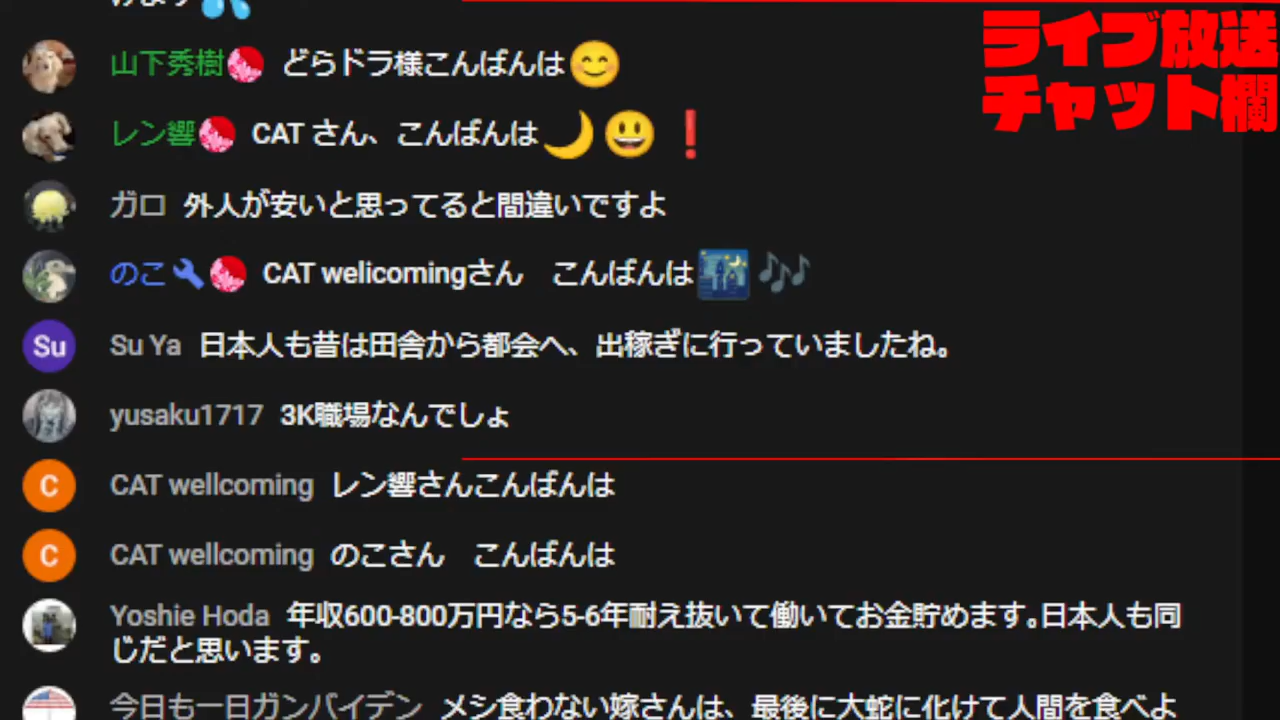 ライブ放送
チャット欄
山下秀樹 どらドラ様こんばんは😊
レン響 CAT さん、こんばんは🌙😃❗
ガロ 外人が安いと思ってると間違いですよ
のこ CAT welicomingさん　こんばんは
Su Ya 日本人も昔は田舎から都会へ、出稼ぎに行っていましたね。
Su
yusaku1717 3K職場なんでしょ
C
CAT wellcoming レン響さんこんばんは
C
CAT wellcoming のこさん　こんばんは
Yoshie Hoda 年収600-800万円なら5-6年耐え抜いて働いてお金貯めます｡日本人も同
じだと思います。
今日も一日ガンバイデン メシ食わない嫁さんは、最後に大蛇に化けて人間を食べよ